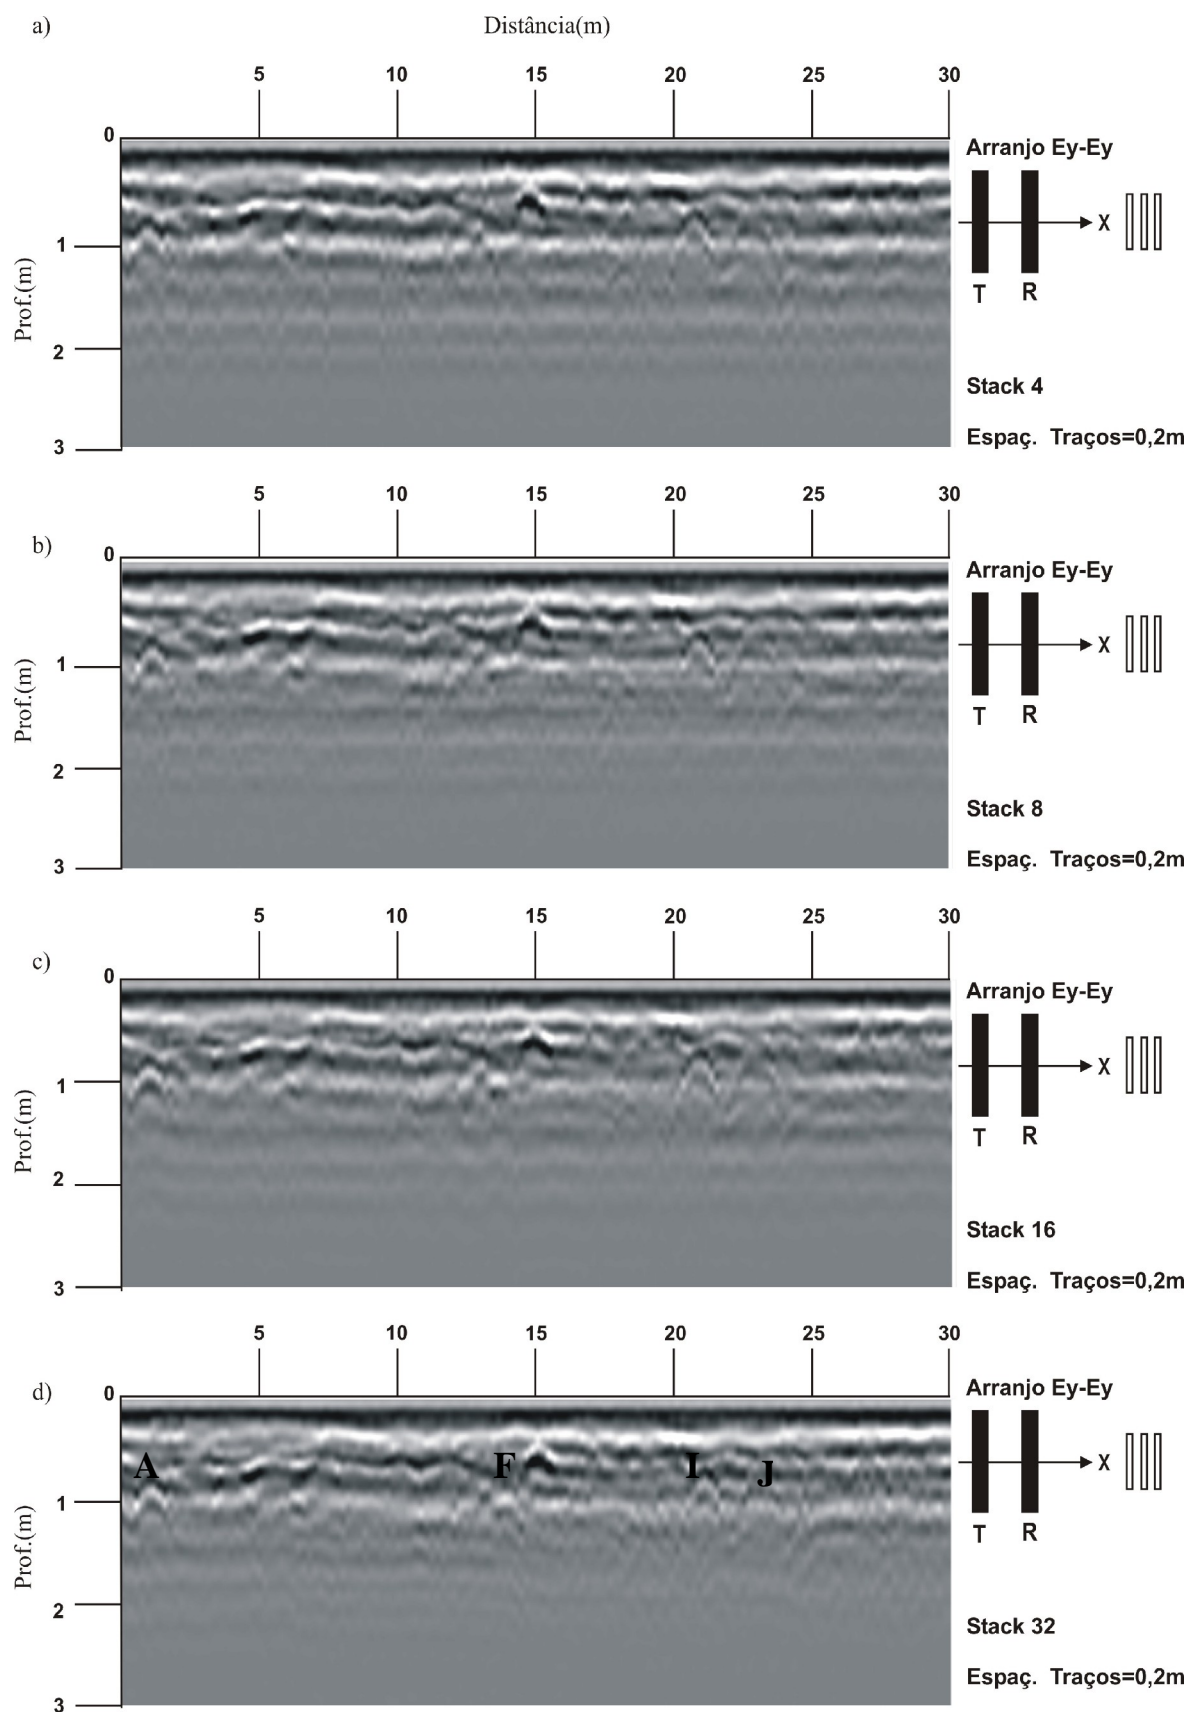 a)
Distância(m)
5 10 15 20 25 30
0
Arranjo Ey-Ey
X
1
T R
Prof.(m)
2
Stack 4
3
Espaç. Traços=0,2m
5 10 15 20 25 30
b)
0
Arranjo Ey-Ey
X
1
T R
Prof.(m)
2
Stack 8
3
Espaç. Traços=0,2m
5 10 15 20 25 30
c)
0
Arranjo Ey-Ey
X
1
T R
Prof.(m)
2
Stack 16
3
Espaç. Traços=0,2m
5 10 15 20 25 30
d)
0
Arranjo Ey-Ey
A F I J
X
1
T R
Prof.(m)
2
Stack 32
3
Espaç. Traços=0,2m